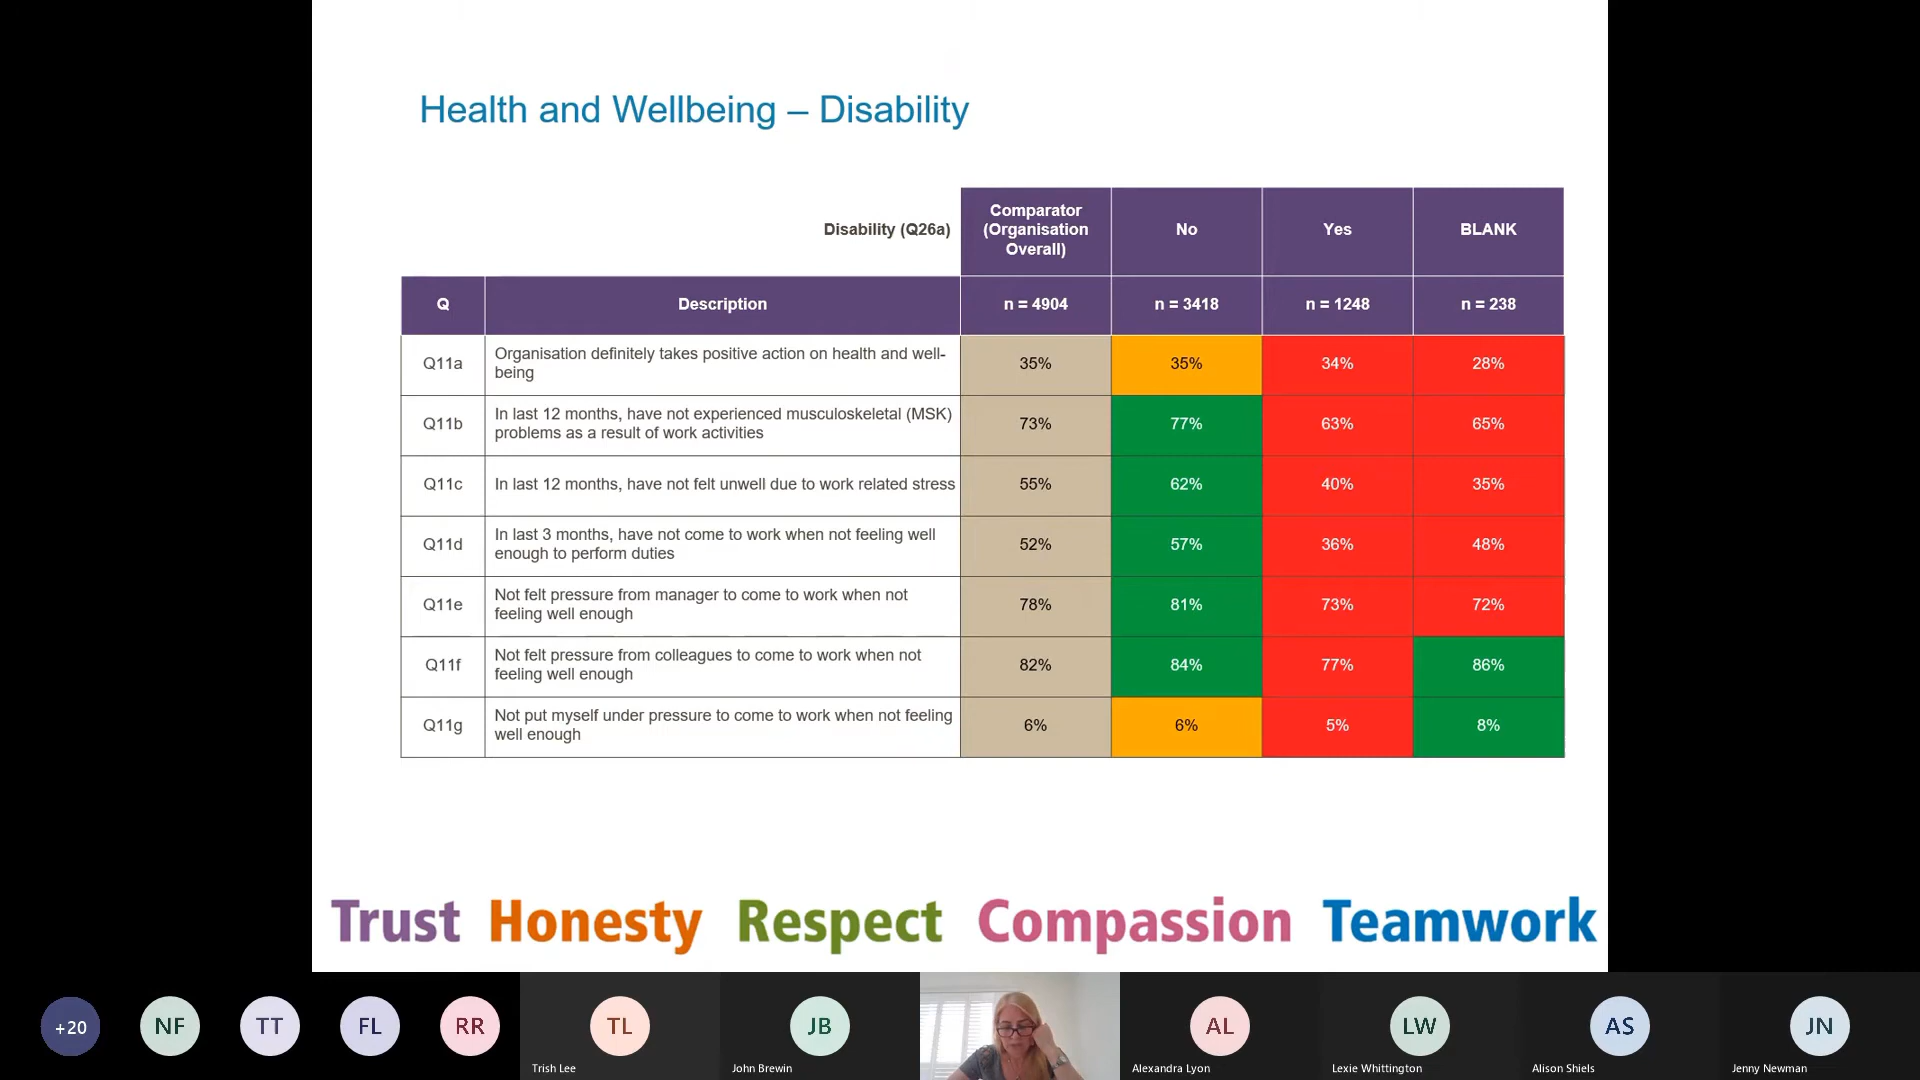 Health and Wellbeing – Disability
Disability (Q26a)
Comparator
(Organisation
Overall)
No
Yes
BLANK
Q
Description
n = 4904
n = 3418
n = 1248
n = 238
Q11a
Organisation definitely takes positive action on health and well-
being
35%
35%
34%
28%
Q11b
In last 12 months, have not experienced musculoskeletal (MSK)
problems as a result of work activities
73%
77%
63%
65%
Q11c
In last 12 months, have not felt unwell due to work related stress
55%
62%
40%
35%
Q11d
In last 3 months, have not come to work when not feeling well
enough to perform duties
52%
57%
36%
48%
Q11e
Not felt pressure from manager to come to work when not
feeling well enough
78%
81%
73%
72%
Q11f
Not felt pressure from colleagues to come to work when not
feeling well enough
82%
84%
77%
86%
Q11g
Not put myself under pressure to come to work when not feeling
well enough
6%
6%
5%
8%
Trust Honesty Respect Compassion Teamwork
+20
NF
TT
FL
RR
TL
Trish Lee
JB
John Brewin
AL
Alexandra Lyon
LW
Lexie Whittington
AS
Alison Shiels
JN
Jenny Newman